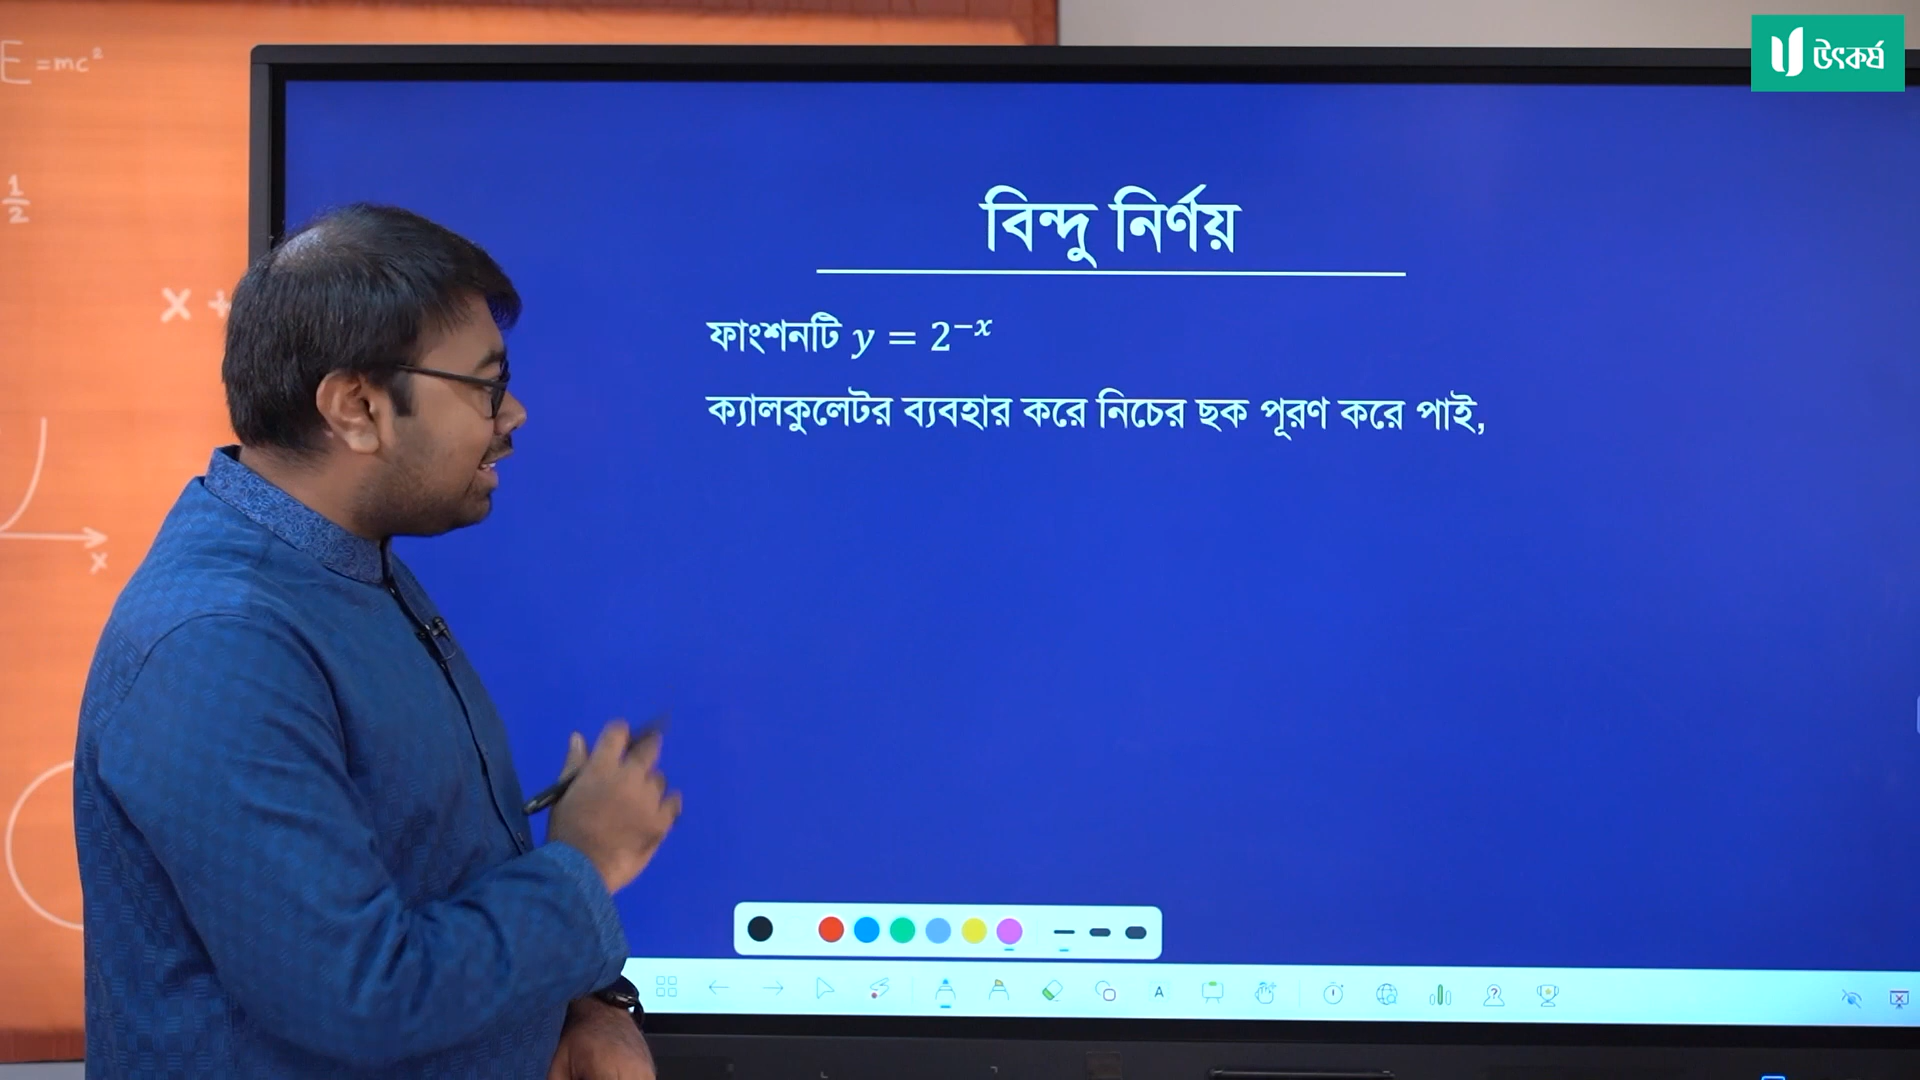 E=mc²
উৎকর্ষ
1/2
বিন্দু নির্ণয়
x +
ফাংশনটি y = 2⁻ˣ
ক্যালকুলেটর ব্যবহার করে নিচের ছক পূরণ করে পাই,
x
A